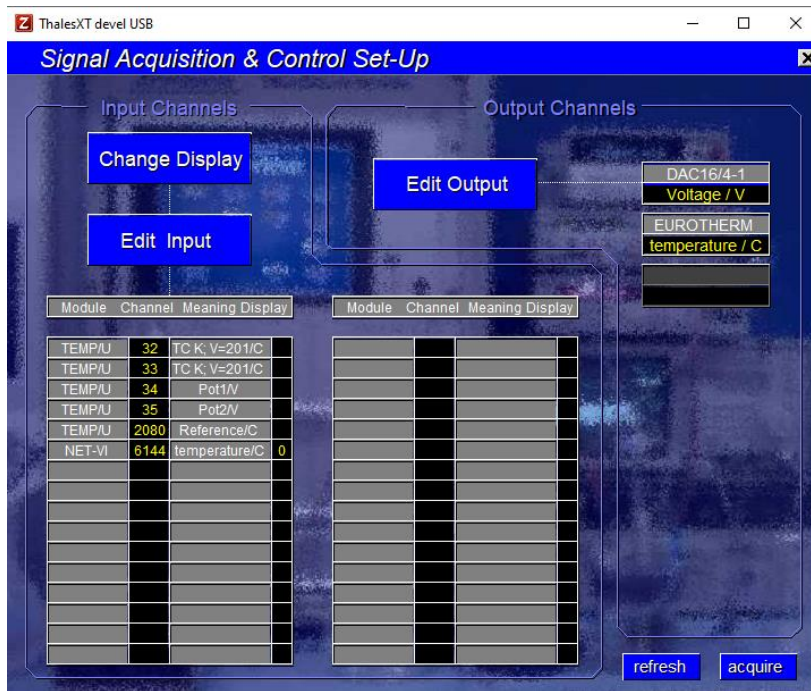 ThalesXT devel USB
Signal Acquisition & Control Set-Up
Input Channels
Output Channels
Change Display
Edit Input
Edit Output
DAC16/4-1
Voltage / V
EUROTHERM
temperature / C
Module Channel Meaning Display
TEMP/U 32 TC K; V=201/C
TEMP/U 33 TC K; V=201/C
TEMP/U 34 Pot1/V
TEMP/U 35 Pot2/V
TEMP/U 2080 Reference/C
NET-VI 6144 temperature/C 0
Module Channel Meaning Display
refresh
acquire